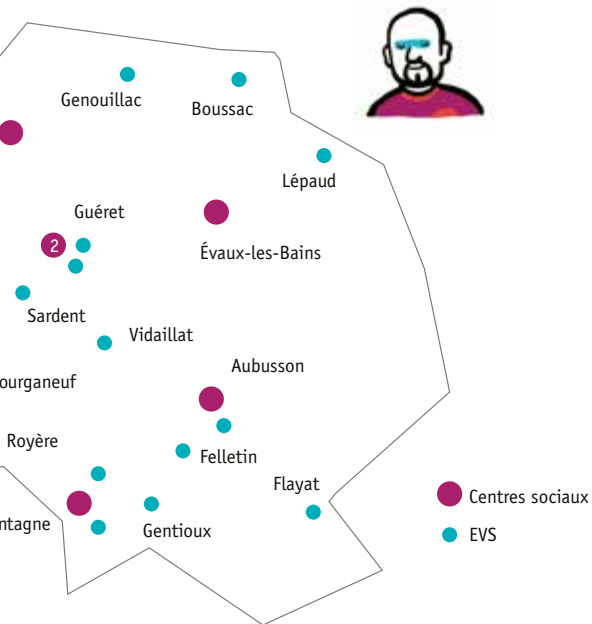 Genouillac
Boussac
Lépaud
Guéret
2
Évaux-les-Bains
Sardent
Vidaillat
Aubusson
ourganeuf
Royère
Felletin
Flayat
Centres sociaux
ntagne
Gentioux
EVS